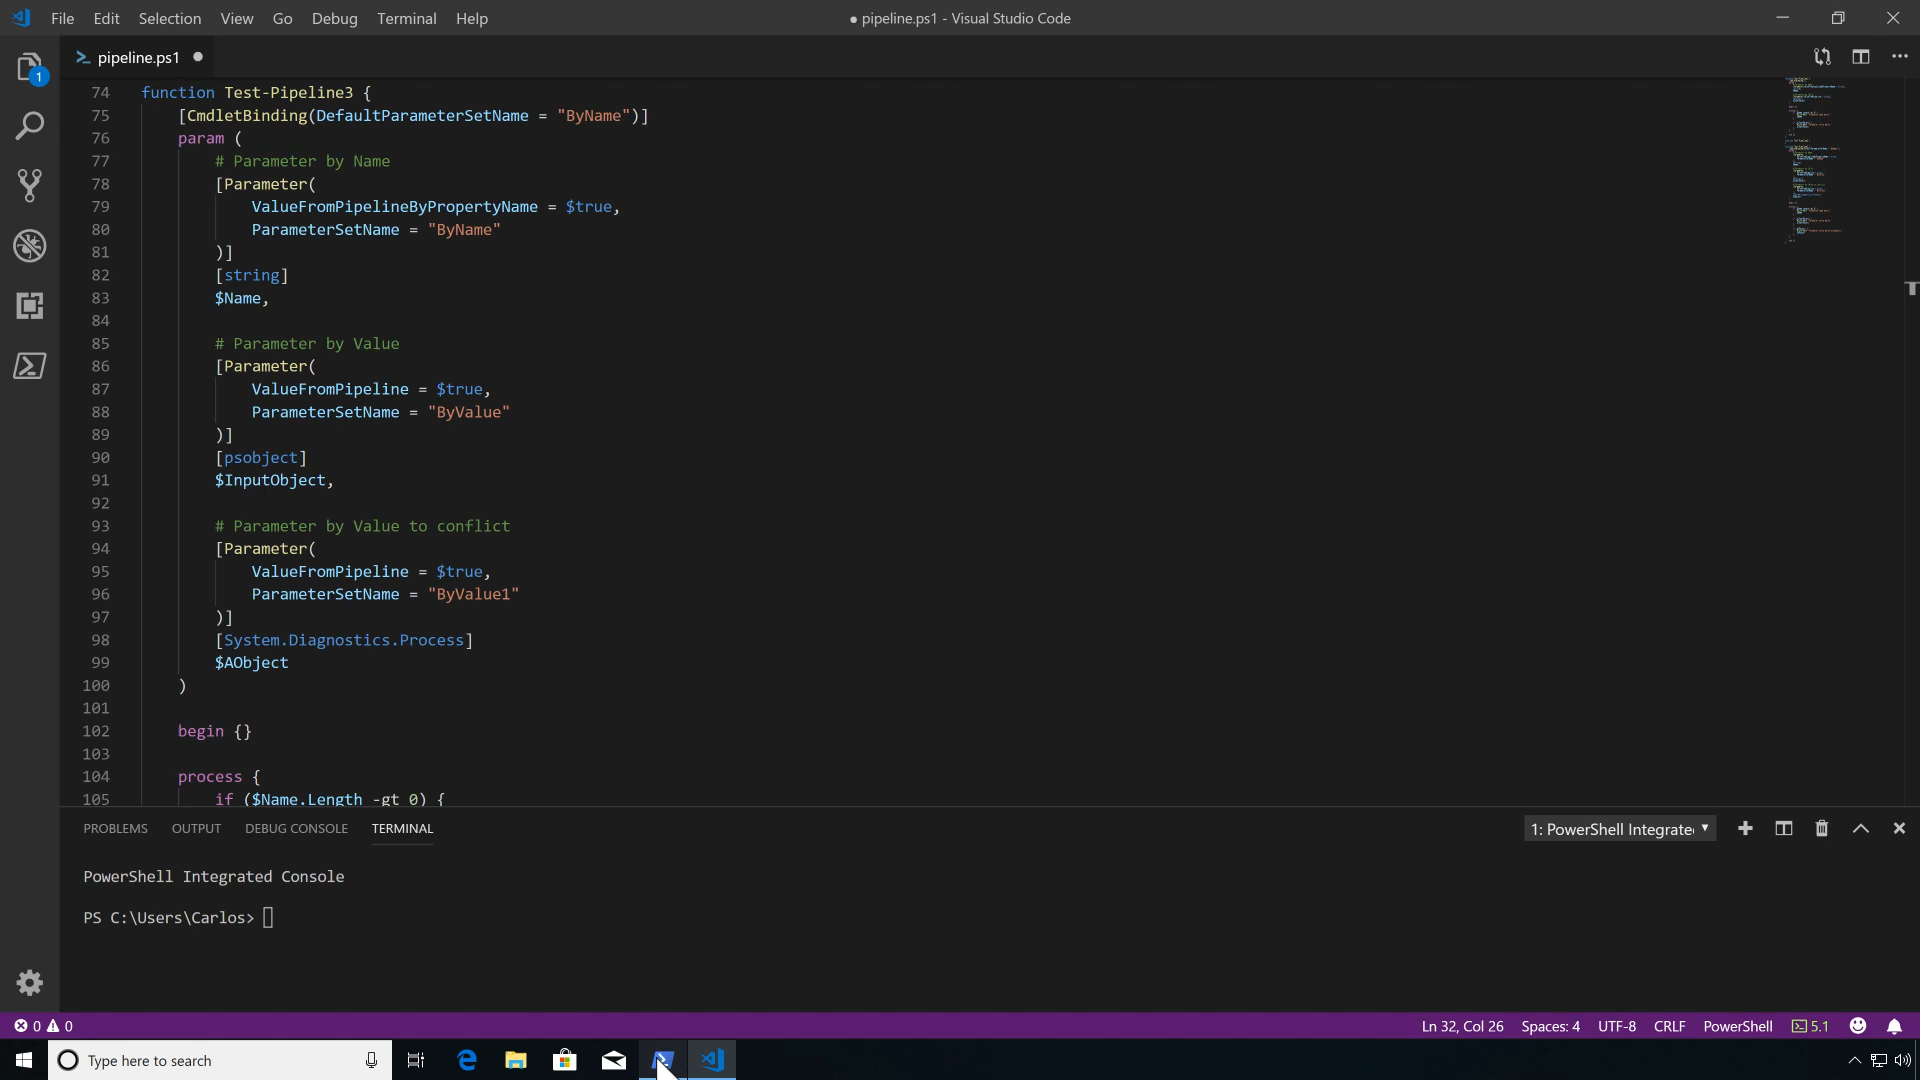 File Edit Selection View Go Debug Terminal Help
● pipeline.ps1 - Visual Studio Code
1
pipeline.ps1 ●
74 function Test-Pipeline3 {
75 [CmdletBinding(DefaultParameterSetName = "ByName")]
76 param (
77 # Parameter by Name
78 [Parameter(
79 ValueFromPipelineByPropertyName = $true,
80 ParameterSetName = "ByName"
81 )]
82 [string]
83 $Name,
84
85 # Parameter by Value
86 [Parameter(
87 ValueFromPipeline = $true,
88 ParameterSetName = "ByValue"
89 )]
90 [psobject]
91 $InputObject,
92
93 # Parameter by Value to conflict
94 [Parameter(
95 ValueFromPipeline = $true,
96 ParameterSetName = "ByValue1"
97 )]
98 [System.Diagnostics.Process]
99 $AObject
100 )
101
102 begin {}
103
104 process {
105 if ($Name.Length -gt 0) {
PROBLEMS OUTPUT DEBUG CONSOLE TERMINAL
1: PowerShell Integrate
PowerShell Integrated Console
PS C:\Users\Carlos>
0 0
Ln 32, Col 26 Spaces: 4 UTF-8 CRLF PowerShell 5.1
Type here to search